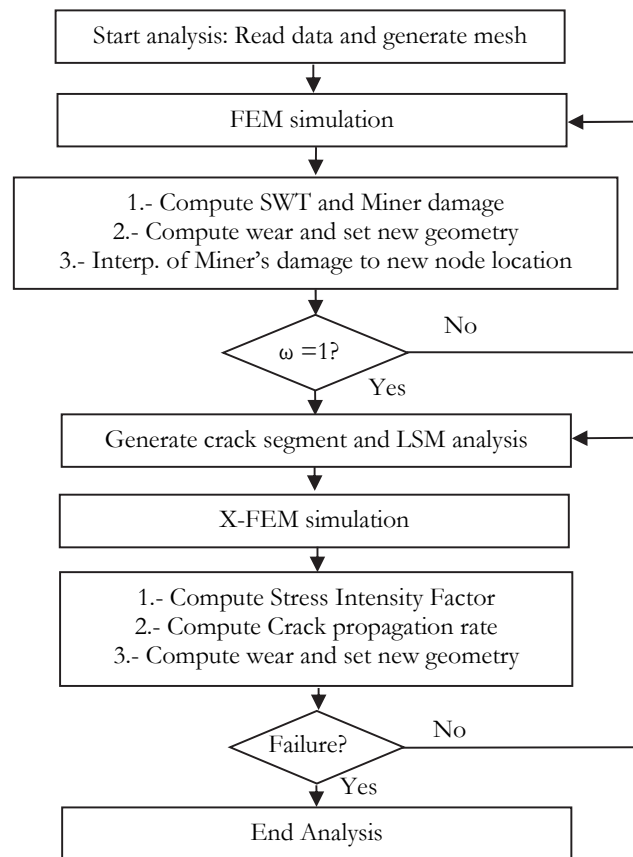 Start analysis: Read data and generate mesh
FEM simulation
1.- Compute SWT and Miner damage
2.- Compute wear and set new geometry
3.- Interp. of Miner's damage to new node location
ω =1?
No
Yes
Generate crack segment and LSM analysis
X-FEM simulation
1.- Compute Stress Intensity Factor
2.- Compute Crack propagation rate
3.- Compute wear and set new geometry
Failure?
No
Yes
End Analysis